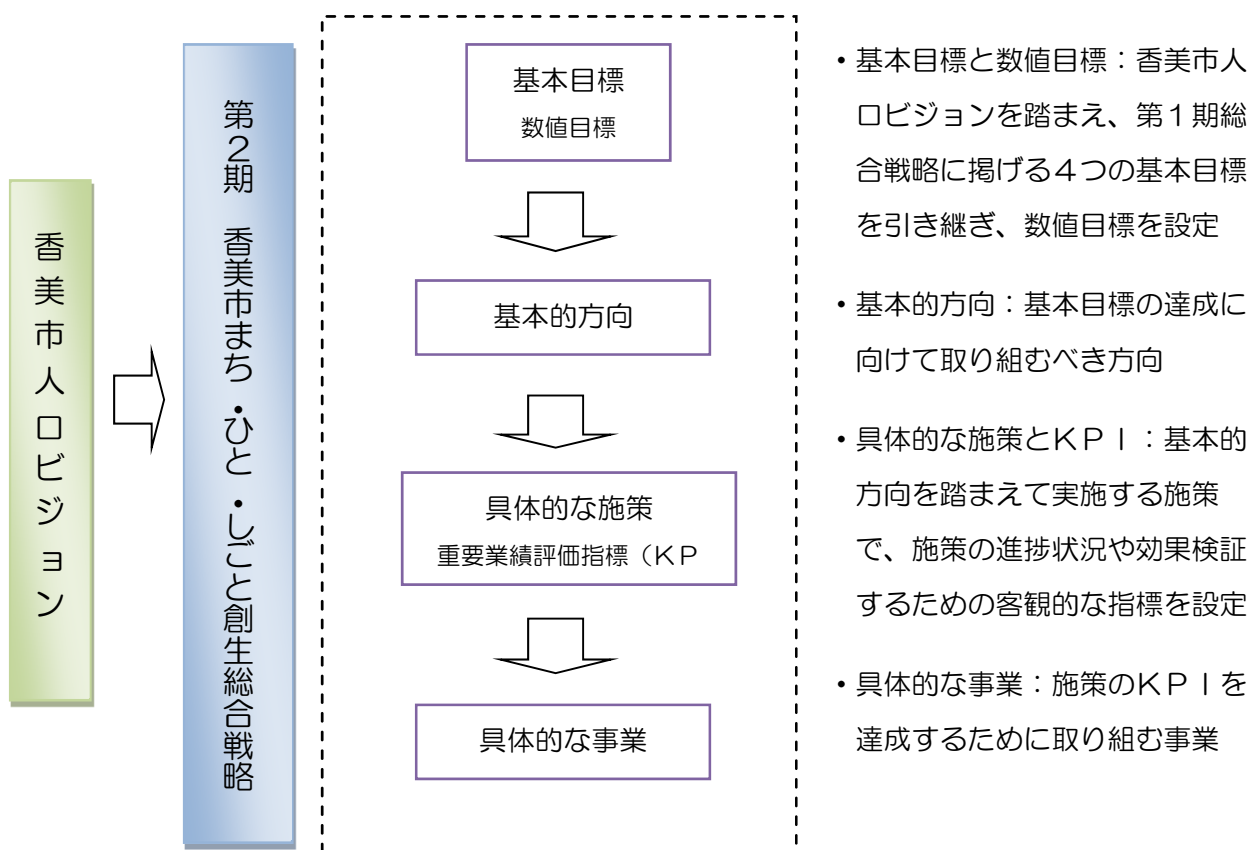 香美市人口ビジョン
第２期　香美市まち・ひと・しごと創生総合戦略
基本目標
数値目標
基本的方向
具体的な施策
重要業績評価指標（ＫＰ
具体的な事業
・基本目標と数値目標：香美市人
口ビジョンを踏まえ、第１期総
合戦略に掲げる４つの基本目標
を引き継ぎ、数値目標を設定
・基本的方向：基本目標の達成に
向けて取り組むべき方向
・具体的な施策とＫＰＩ：基本的
方向を踏まえて実施する施策
で、施策の進捗状況や効果検証
するための客観的な指標を設定
・具体的な事業：施策のＫＰＩを
達成するために取り組む事業